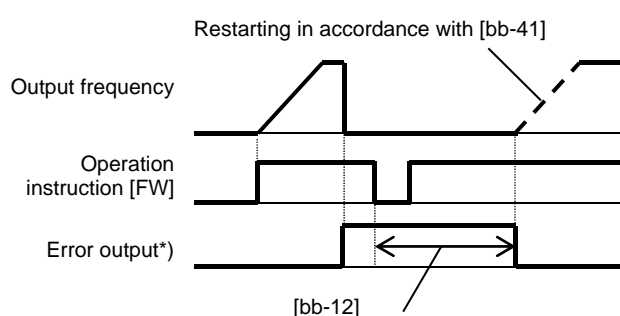 Restarting in accordance with [bb-41]
Output frequency
Operation
instruction [FW]
Error output*)
[bb-12]